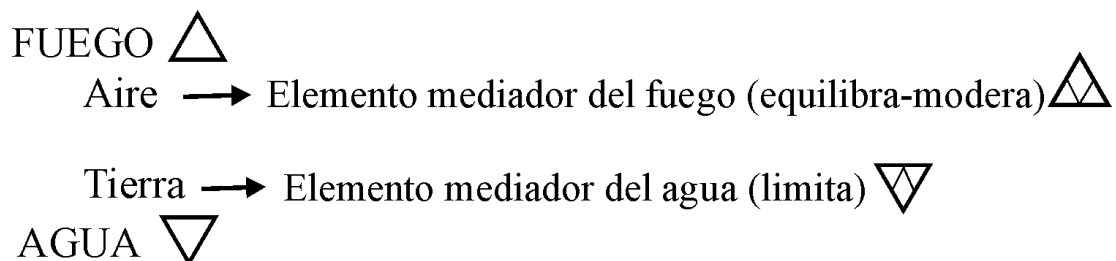 FUEGO
Aire Elemento mediador del fuego (equilibra-modera)
Tierra Elemento mediador del agua (limita)
AGUA